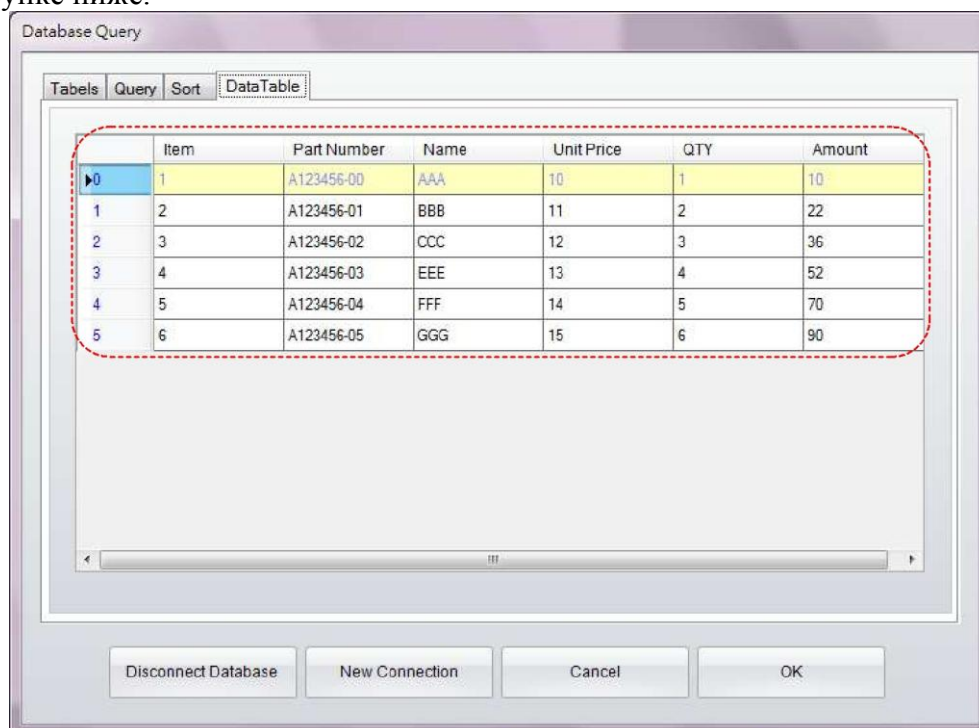 Database Query
Tabels Query Sort DataTable
Item Part Number Name Unit Price QTY Amount
0 1 A123456-00 AAA 10 1 10
1 2 A123456-01 BBB 11 2 22
2 3 A123456-02 CCC 12 3 36
3 4 A123456-03 EEE 13 4 52
4 5 A123456-04 FFF 14 5 70
5 6 A123456-05 GGG 15 6 90
Disconnect Database New Connection Cancel OK